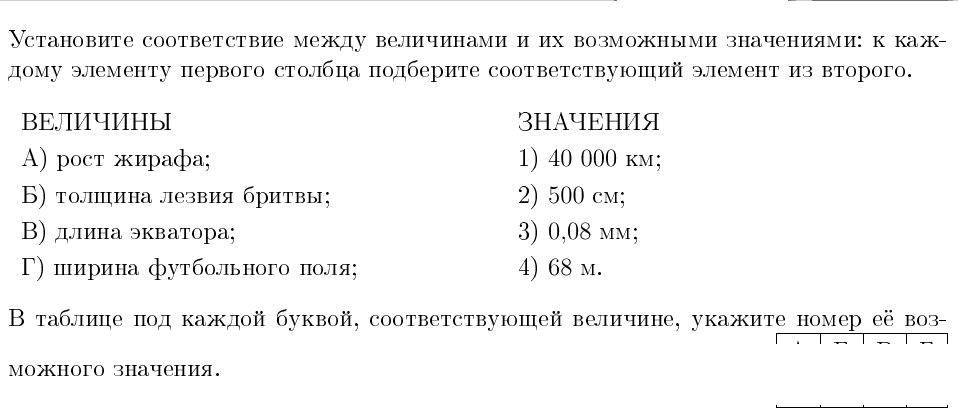 Установите соответствие между величинами и их возможными значениями: к каж-
дому элементу первого столбца подберите соответствующий элемент из второго.
ВЕЛИЧИНЫ ЗНАЧЕНИЯ
А) рост жирафа; 1) 40 000 км;
Б) толщина лезвия бритвы; 2) 500 см;
В) длина экватора; 3) 0,08 мм;
Г) ширина футбольного поля; 4) 68 м.
В таблице под каждой буквой, соответствующей величине, укажите номер её воз-
можного значения.